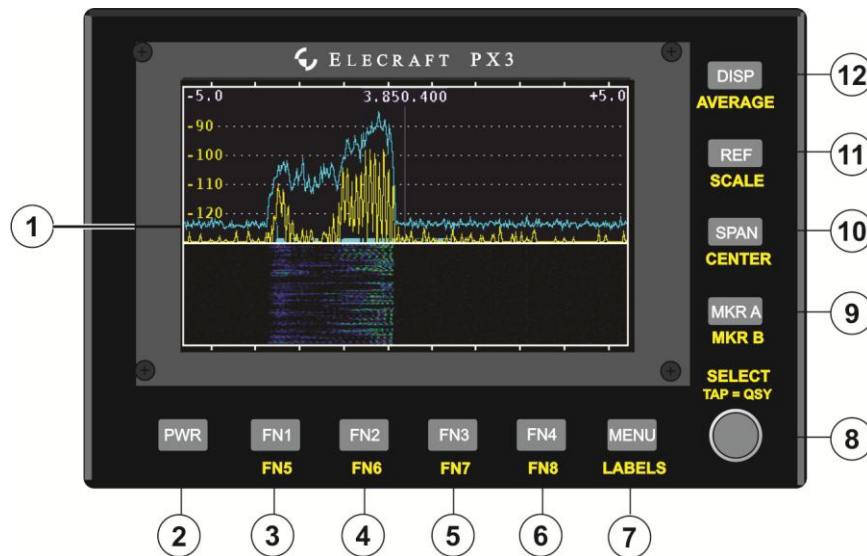 ELECRAFT PX3
-5.0 3.850.400 +5.0
-90
-100
-110
-120
DISP
AVERAGE
REF
SCALE
SPAN
CENTER
MKR A
MKR B
SELECT
TAP = QSY
PWR FN1 FN2 FN3 FN4 MENU
FN5 FN6 FN7 FN8 LABELS
12
11
10
9
8
1
2 3 4 5 6 7